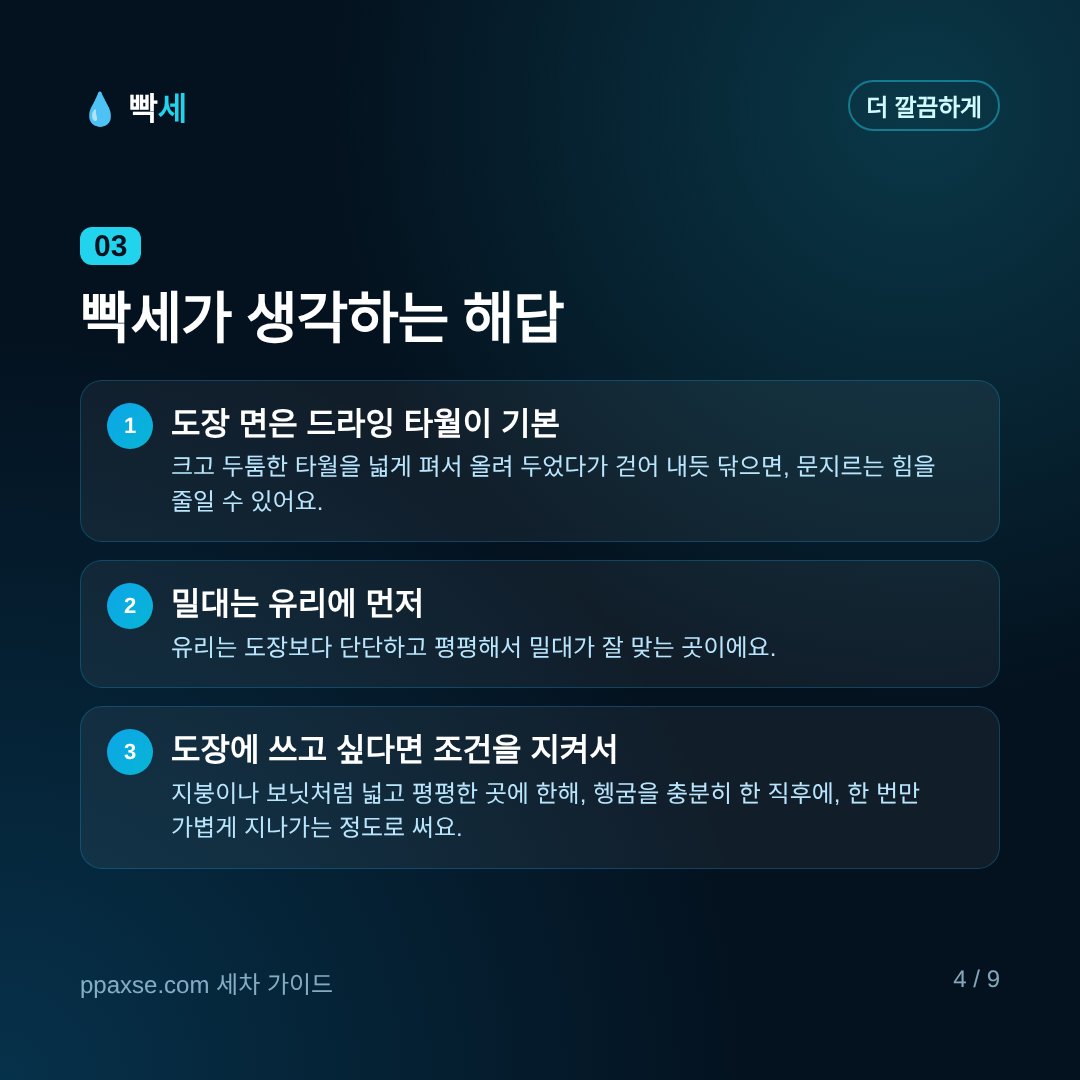 빡세
더 깔끔하게
03
빡세가 생각하는 해답
1
도장 면은 드라잉 타월이 기본
크고 두툼한 타월을 넓게 펴서 올려 두었다가 걷어 내듯 닦으면, 문지르는 힘을
줄일 수 있어요.
2
밀대는 유리에 먼저
유리는 도장보다 단단하고 평평해서 밀대가 잘 맞는 곳이에요.
3
도장에 쓰고 싶다면 조건을 지켜서
지붕이나 보닛처럼 넓고 평평한 곳에 한해, 헹굼을 충분히 한 직후에, 한 번만
가볍게 지나가는 정도로 써요.
ppaxse.com 세차 가이드
4 / 9